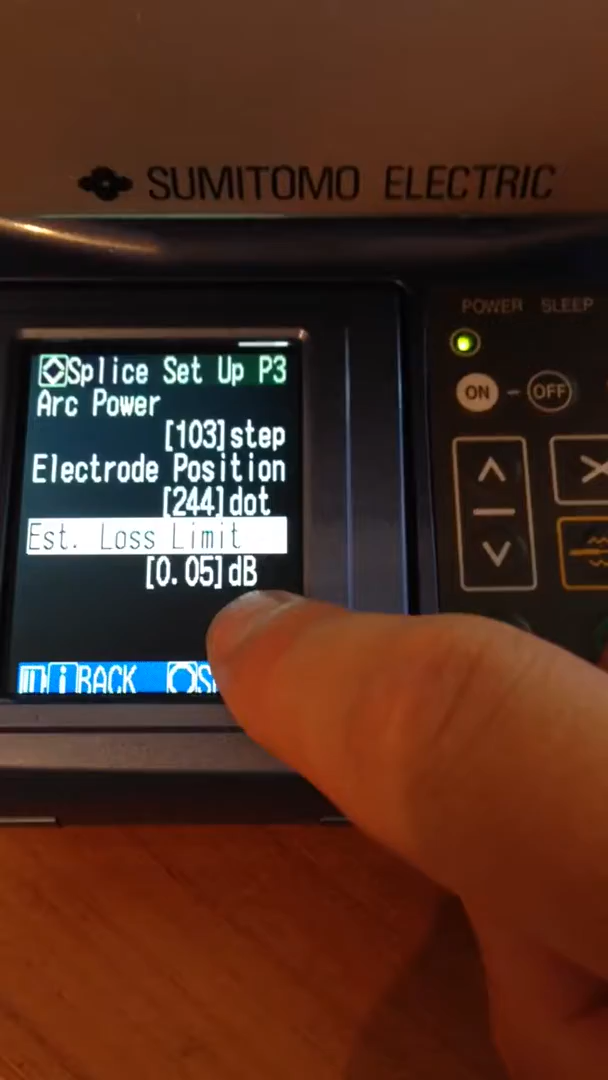 SUMITOMO ELECTRIC
POWER SLEEP
ON - OFF
Splice Set Up P3
Arc Power
[103]step
Electrode Position
[244]dot
Est. Loss Limit
[0.05]dB
i BACK